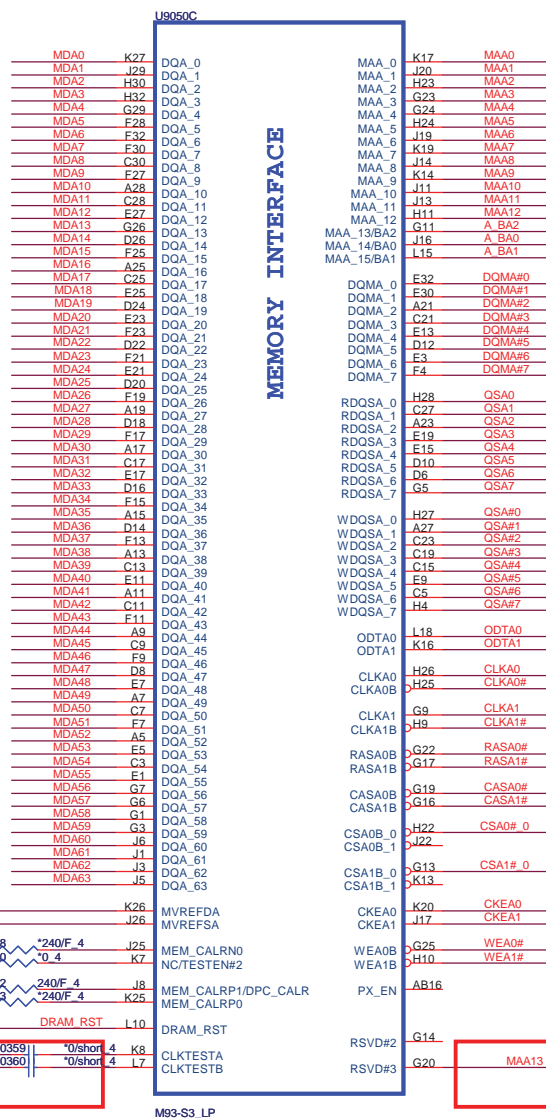 U9050C
MDA0 K27 DQA_0
MDA1 J29 DQA_1
MDA2 H30 DQA_2
MDA3 H32 DQA_3
MDA4 G29 DQA_4
MDA5 F28 DQA_5
MDA6 F32 DQA_6
MDA7 F30 DQA_7
MDA8 C30 DQA_8
MDA9 F27 DQA_9
MDA10 A28 DQA_10
MDA11 C28 DQA_11
MDA12 E27 DQA_12
MDA13 G26 DQA_13
MDA14 D26 DQA_14
MDA15 F25 DQA_15
MDA16 A25 DQA_16
MDA17 C25 DQA_17
MDA18 E25 DQA_18
MDA19 D24 DQA_19
MDA20 E23 DQA_20
MDA21 F23 DQA_21
MDA22 D22 DQA_22
MDA23 F21 DQA_23
MDA24 E21 DQA_24
MDA25 D20 DQA_25
MDA26 F19 DQA_26
MDA27 A19 DQA_27
MDA28 D18 DQA_28
MDA29 F17 DQA_29
MDA30 A17 DQA_30
MDA31 C17 DQA_31
MDA32 E17 DQA_32
MDA33 D16 DQA_33
MDA34 F15 DQA_34
MDA35 A15 DQA_35
MDA36 D14 DQA_36
MDA37 F13 DQA_37
MDA38 A13 DQA_38
MDA39 C13 DQA_39
MDA40 E11 DQA_40
MDA41 A11 DQA_41
MDA42 C11 DQA_42
MDA43 F11 DQA_43
MDA44 A9 DQA_44
MDA45 C9 DQA_45
MDA46 F9 DQA_46
MDA47 D8 DQA_47
MDA48 E7 DQA_48
MDA49 A7 DQA_49
MDA50 C7 DQA_50
MDA51 F7 DQA_51
MDA52 A5 DQA_52
MDA53 E5 DQA_53
MDA54 C3 DQA_54
MDA55 E1 DQA_55
MDA56 G7 DQA_56
MDA57 G6 DQA_57
MDA58 G1 DQA_58
MDA59 G3 DQA_59
MDA60 J6 DQA_60
MDA61 J1 DQA_61
MDA62 J3 DQA_62
MDA63 J5 DQA_63
K26 MVREFDA
J26 MVREFSA
8 *240/F_4 J25 MEM_CALRN0
0 *0_4 K7 NC/TESTEN#2
2 240/F_4 J8 MEM_CALRP1/DPC_CALR
3 *240/F_4 K25 MEM_CALRP0
DRAM_RST L10 DRAM_RST
0359 *0/short_4 K8 CLKTESTA
0360 *0/short_4 L7 CLKTESTB
MEMORY INTERFACE
MAA_0 K17 MAA0
MAA_1 J20 MAA1
MAA_2 H23 MAA2
MAA_3 G23 MAA3
MAA_4 G24 MAA4
MAA_5 H24 MAA5
MAA_6 J19 MAA6
MAA_7 K19 MAA7
MAA_8 J14 MAA8
MAA_9 K14 MAA9
MAA_10 J11 MAA10
MAA_11 J13 MAA11
MAA_12 H11 MAA12
MAA_13/BA2 G11 A_BA2
MAA_14/BA0 J16 A_BA0
MAA_15/BA1 L15 A_BA1
DQMA_0 E32 DQMA#0
DQMA_1 E30 DQMA#1
DQMA_2 A21 DQMA#2
DQMA_3 C21 DQMA#3
DQMA_4 E13 DQMA#4
DQMA_5 D12 DQMA#5
DQMA_6 E3 DQMA#6
DQMA_7 F4 DQMA#7
RDQSA_0 H28 QSA0
RDQSA_1 C27 QSA1
RDQSA_2 A23 QSA2
RDQSA_3 E19 QSA3
RDQSA_4 E15 QSA4
RDQSA_5 D10 QSA5
RDQSA_6 D6 QSA6
RDQSA_7 G5 QSA7
WDQSA_0 H27 QSA#0
WDQSA_1 A27 QSA#1
WDQSA_2 C23 QSA#2
WDQSA_3 C19 QSA#3
WDQSA_4 C15 QSA#4
WDQSA_5 E9 QSA#5
WDQSA_6 C5 QSA#6
WDQSA_7 H4 QSA#7
ODTA0 L18 ODTA0
ODTA1 K16 ODTA1
CLKA0 H26 CLKA0
CLKA0B H25 CLKA0#
CLKA1 G9 CLKA1
CLKA1B H9 CLKA1#
RASA0B G22 RASA0#
RASA1B G17 RASA1#
CASA0B G19 CASA0#
CASA1B G16 CASA1#
CSA0B_0 H22 CSA0#_0
CSA0B_1 J22
CSA1B_0 G13 CSA1#_0
CSA1B_1 K13
CKEA0 K20 CKEA0
CKEA1 J17 CKEA1
WEA0B G25 WEA0#
WEA1B H10 WEA1#
PX_EN AB16
RSVD#2 G14
RSVD#3 G20 MAA13
M93-S3_LP